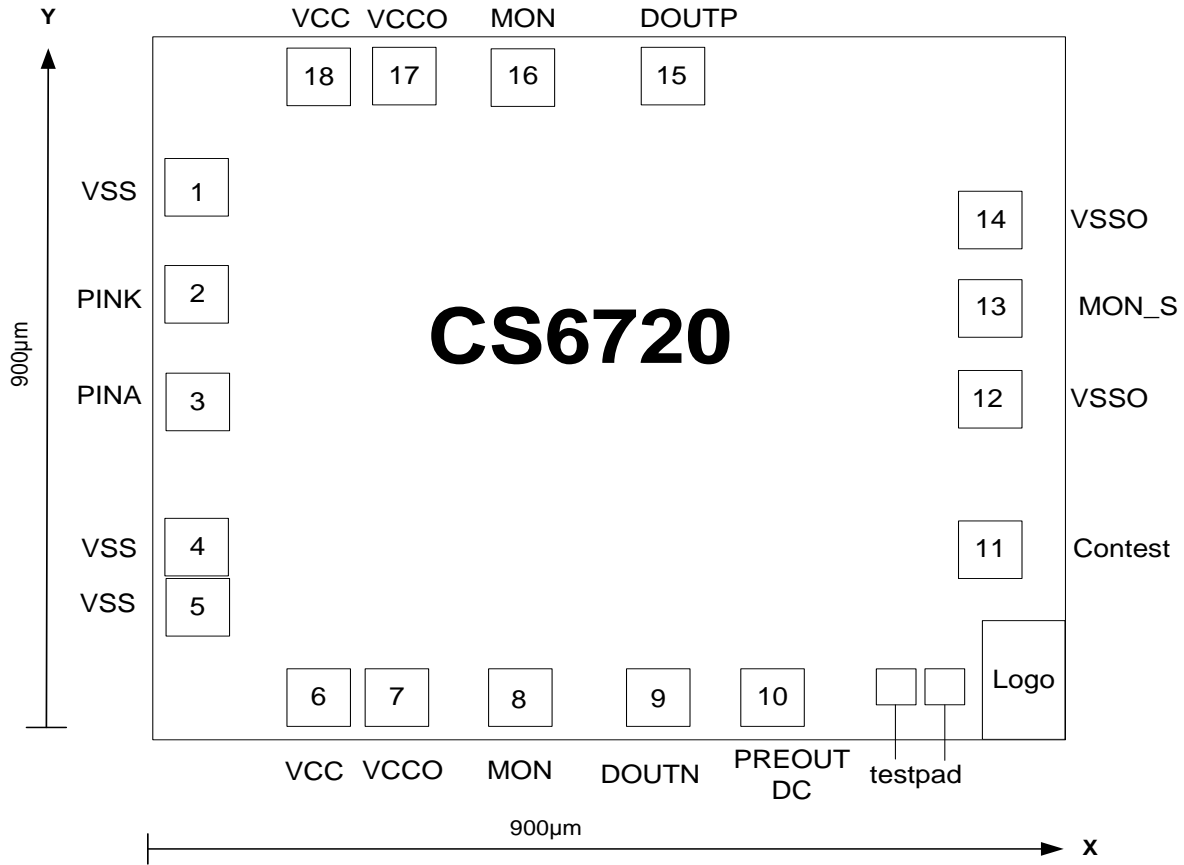 Y
VCC VCCO MON DOUTP
18 17 16 15
VSS 1
14 VSSO
PINK 2
13 MON_S
900µm
CS6720
PINA 3
12 VSSO
VSS 4
11 Contest
VSS 5
Logo
6 7 8 9 10
VCC VCCO MON DOUTN PREOUT
DC
testpad
900µm
X